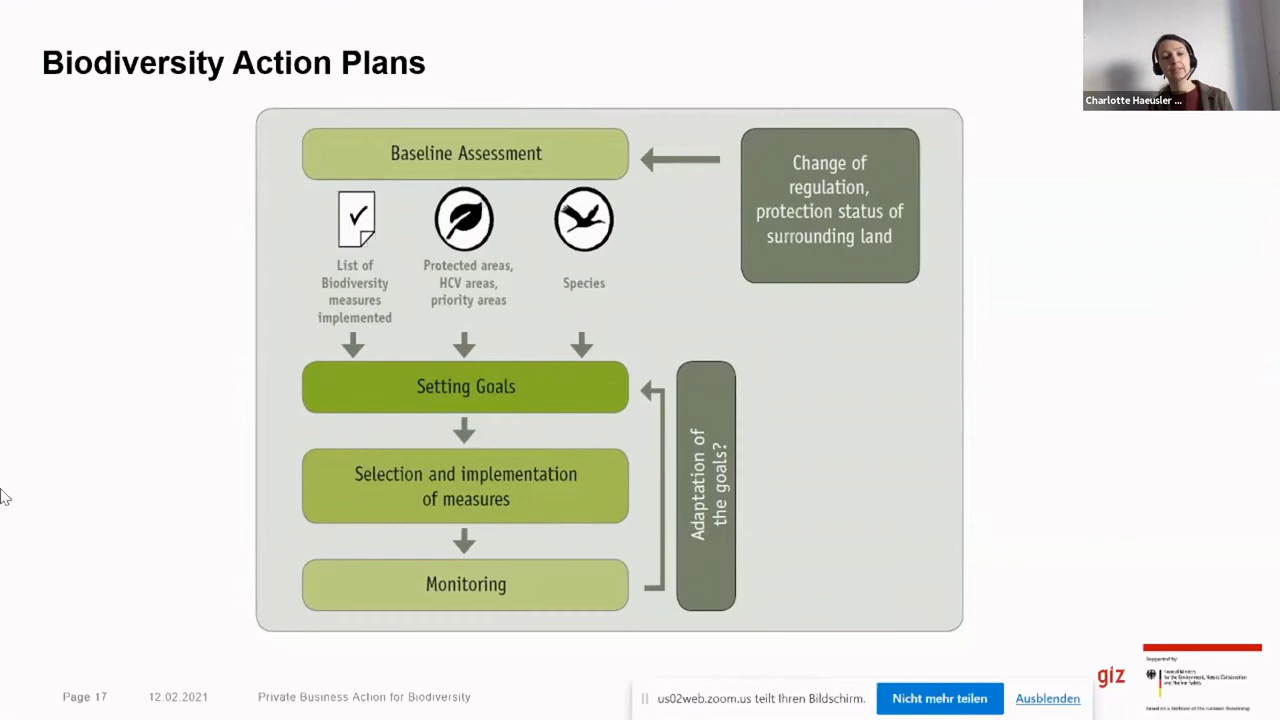 Biodiversity Action Plans
Charlotte Haeusler ...
Baseline Assessment
Change of
regulation,
protection status of
surrounding land
List of
Biodiversity
measures
implemented
Protected areas,
HCV areas,
priority areas
Species
Setting Goals
Selection and implementation
of measures
Monitoring
Adaptation of
the goals?
Page 17
12.02.2021
Private Business Action for Biodiversity
us02web.zoom.us teilt Ihren Bildschirm.
Nicht mehr teilen
Ausblenden
giz
Supported by: